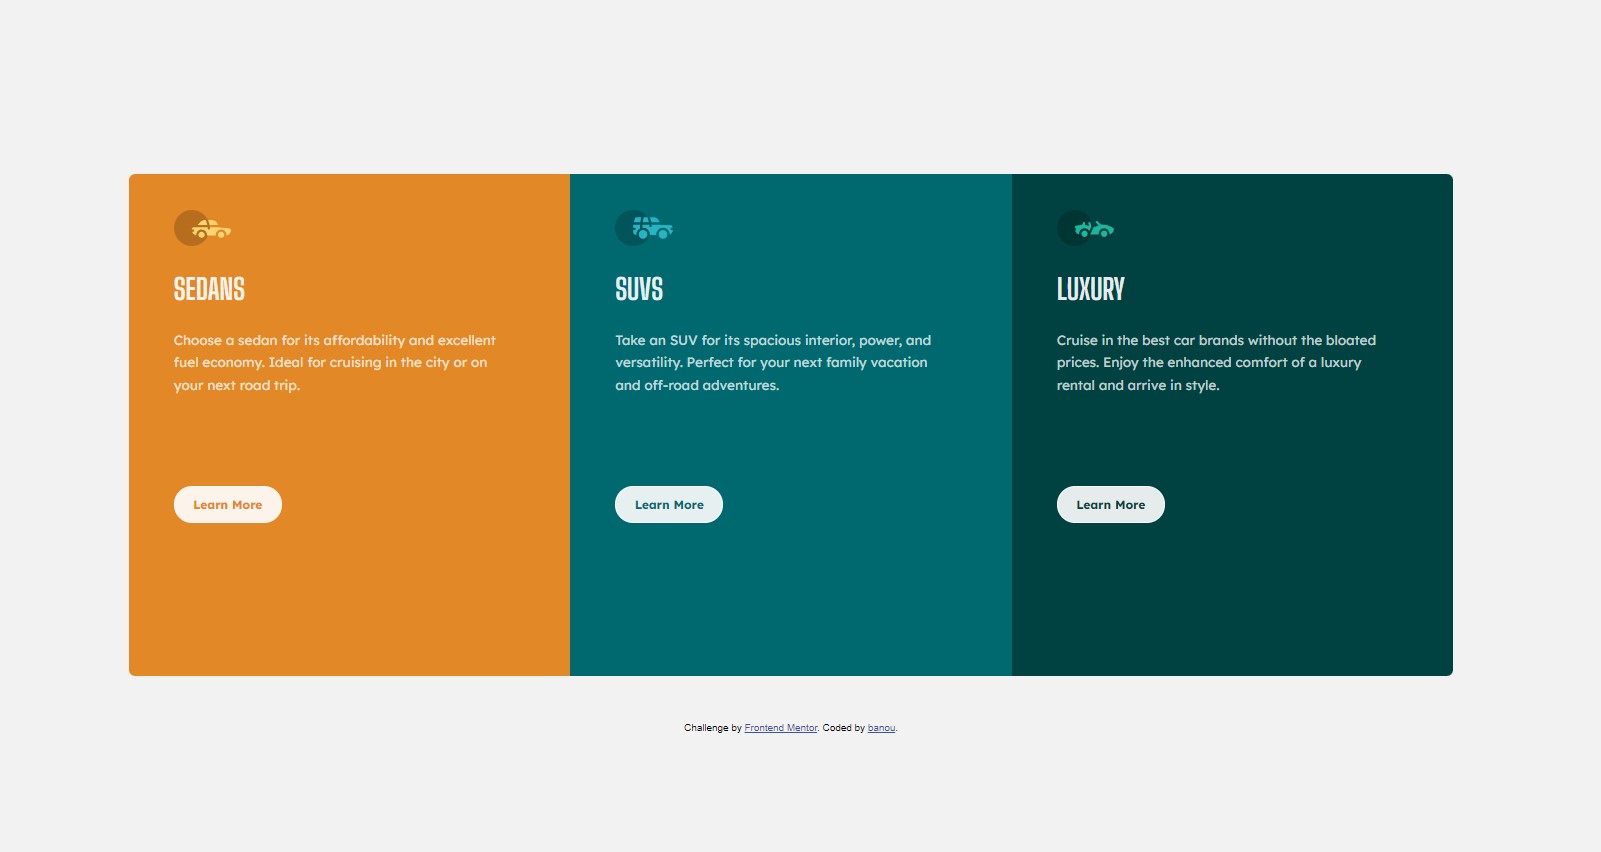 SEDANS
Choose a sedan for its affordability and excellent
fuel economy. Ideal for cruising in the city or on
your next road trip.
Learn More
SUVS
Take an SUV for its spacious interior, power, and
versatility. Perfect for your next family vacation
and off-road adventures.
Learn More
LUXURY
Cruise in the best car brands without the bloated
prices. Enjoy the enhanced comfort of a luxury
rental and arrive in style.
Learn More
Challenge by Frontend Mentor. Coded by banou.